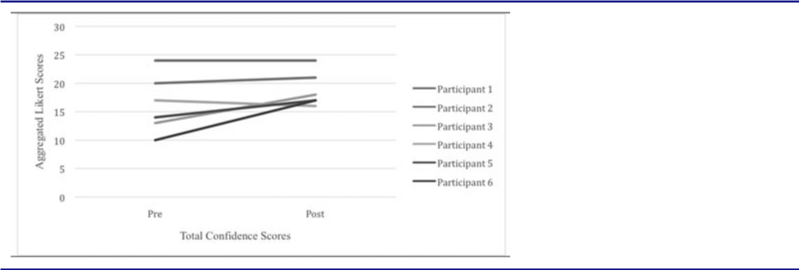 30
25
20
15
10
5
0
Aggregated Likert Scores
Pre
Post
Total Confidence Scores
Participant 1
Participant 2
Participant 3
Participant 4
Participant 5
Participant 6